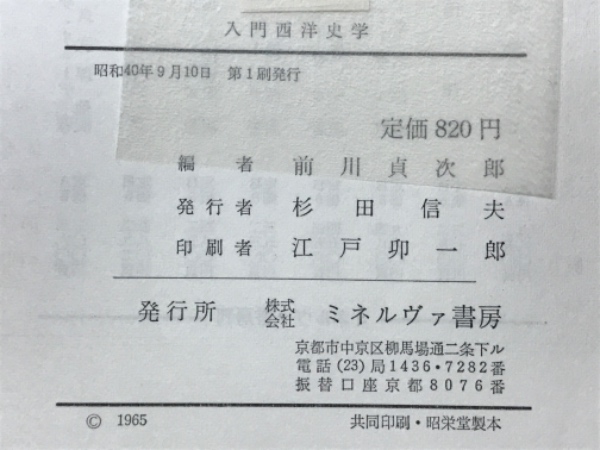 入門西洋史学
昭和40年9月10日 第1刷発行
定価820円
編者 前川貞次郎
発行者 杉田信夫
印刷者 江戸卯一郎
発行所 株式会社 ミネルヴァ書房
京都市中京区柳馬場通二条下ル
電話(23)局1436・7282番
振替口座京都8076番
© 1965 共同印刷・昭栄堂製本